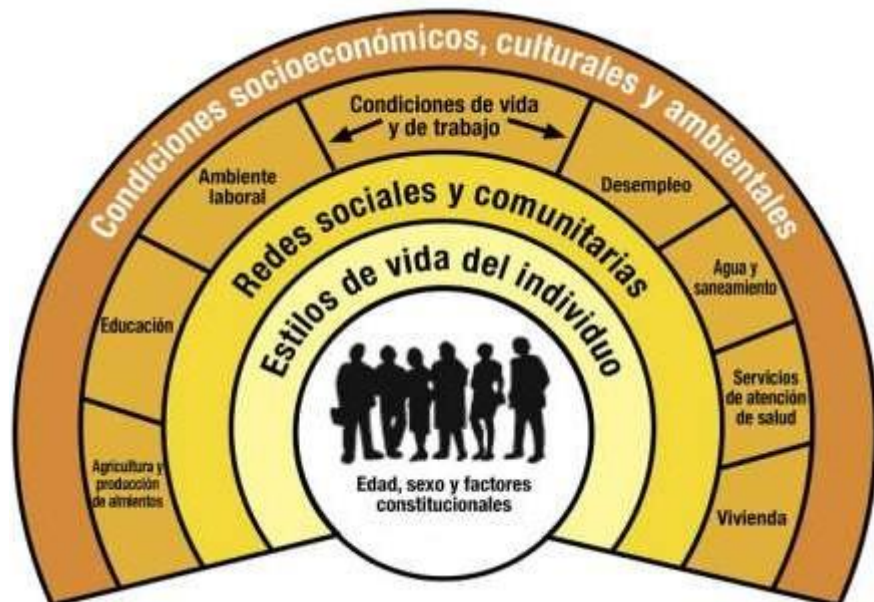 Condiciones socioeconómicos, culturales y ambientales
Condiciones de vida
y de trabajo
Ambiente
laboral
Desempleo
Educación
Agua y
saneamiento
Agricultura y
producción
de almientos
Servicios
de atención
de salud
Vivienda
Redes sociales y comunitarias
Estilos de vida del individuo
Edad, sexo y factores
constitucionales